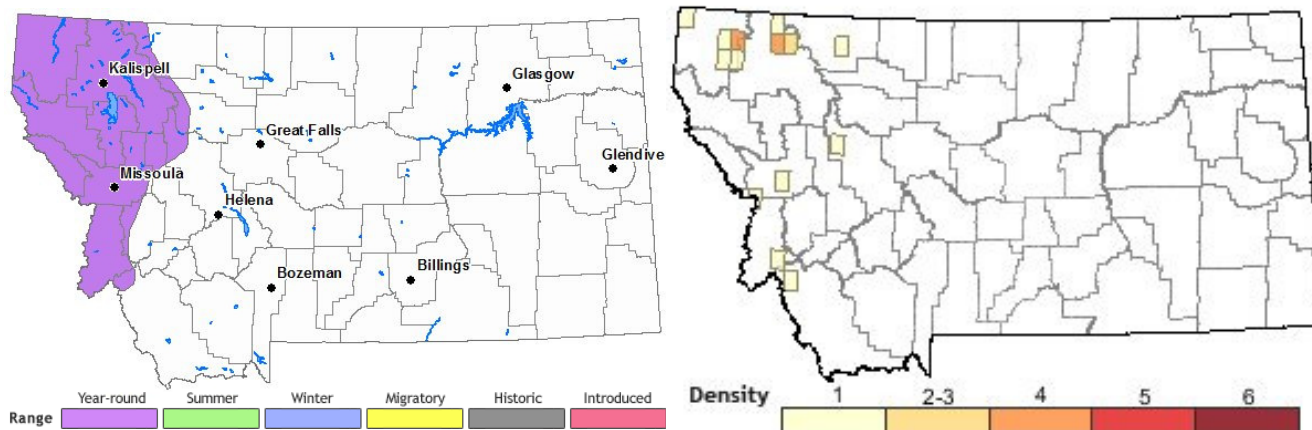 Kalispell
Glasgow
Great Falls
Glendive
Missoula
Helena
Bozeman
Billings
Year-round Summer Winter Migratory Historic Introduced
Range
Density 1 2-3 4 5 6